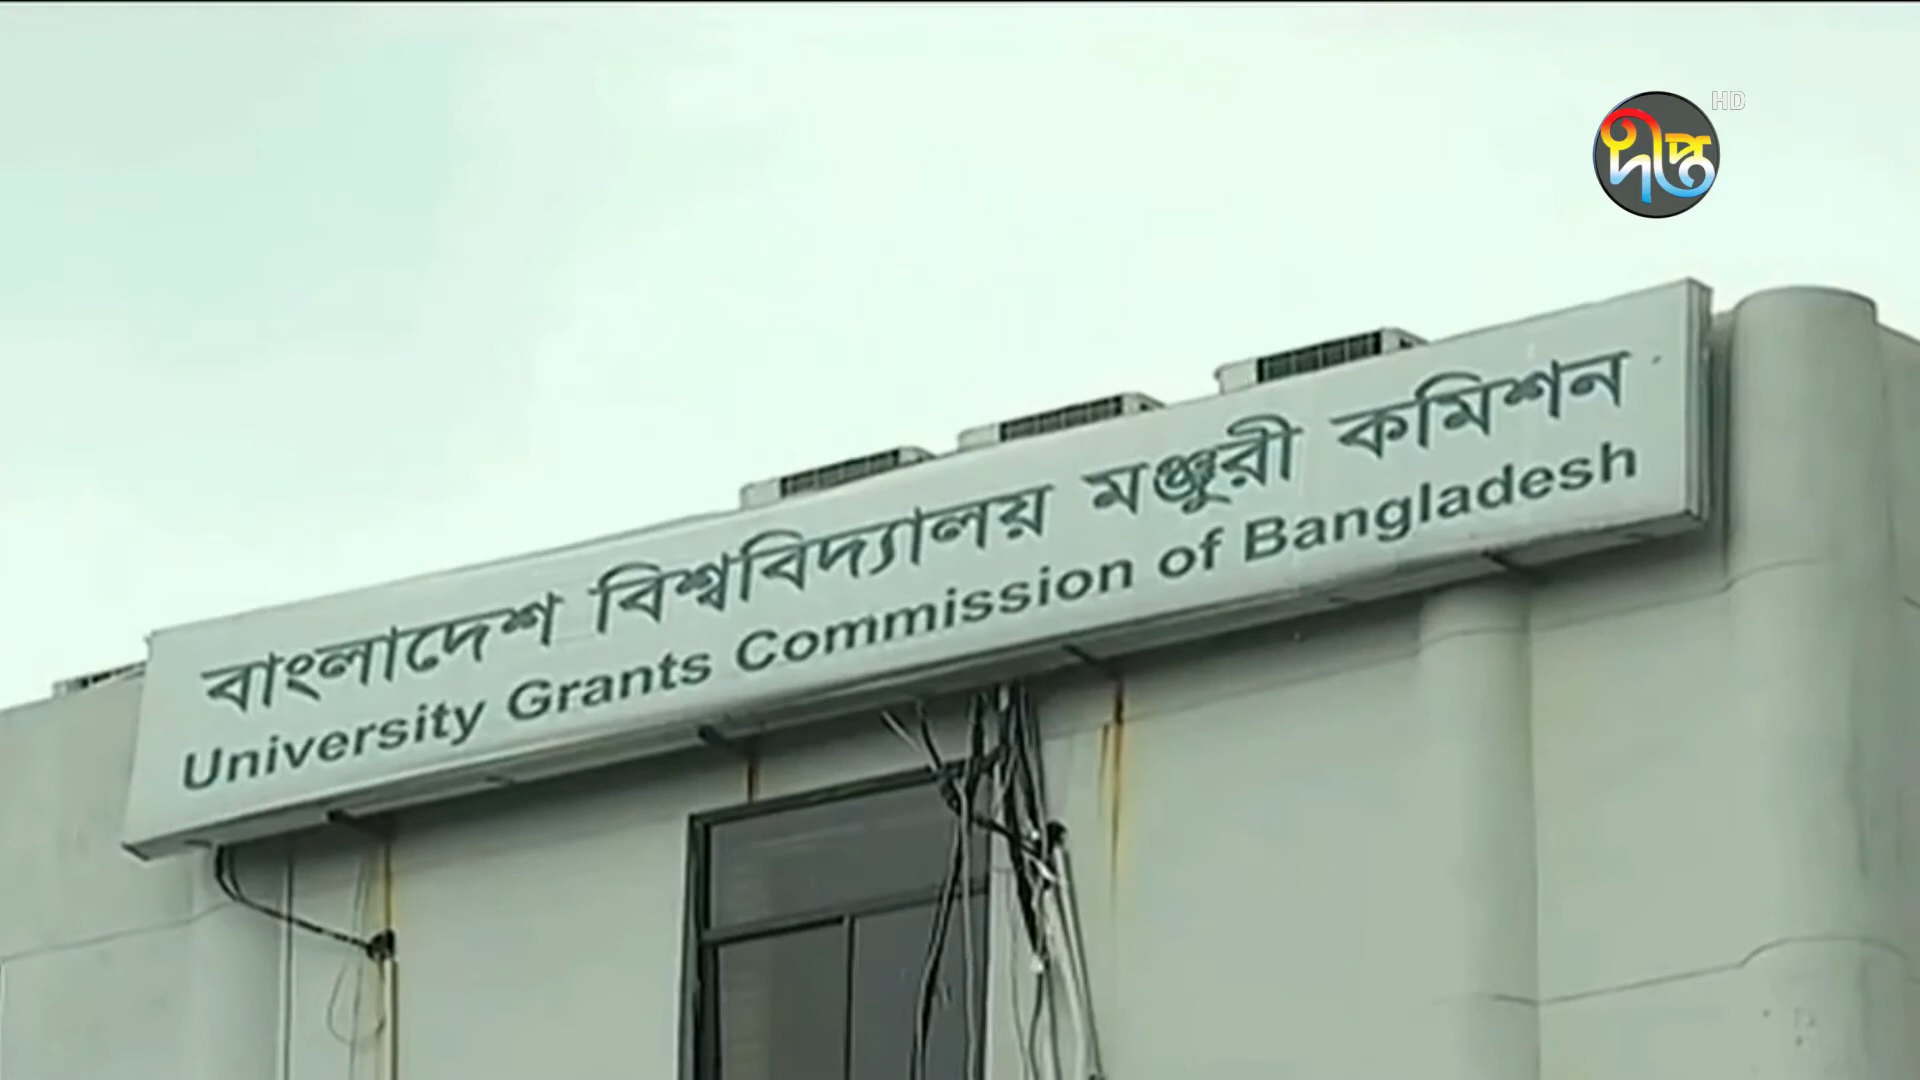 দীপ্ত HD
বাংলাদেশ বিশ্ববিদ্যালয় মঞ্জুরী কমিশন
University Grants Commission of Bangladesh